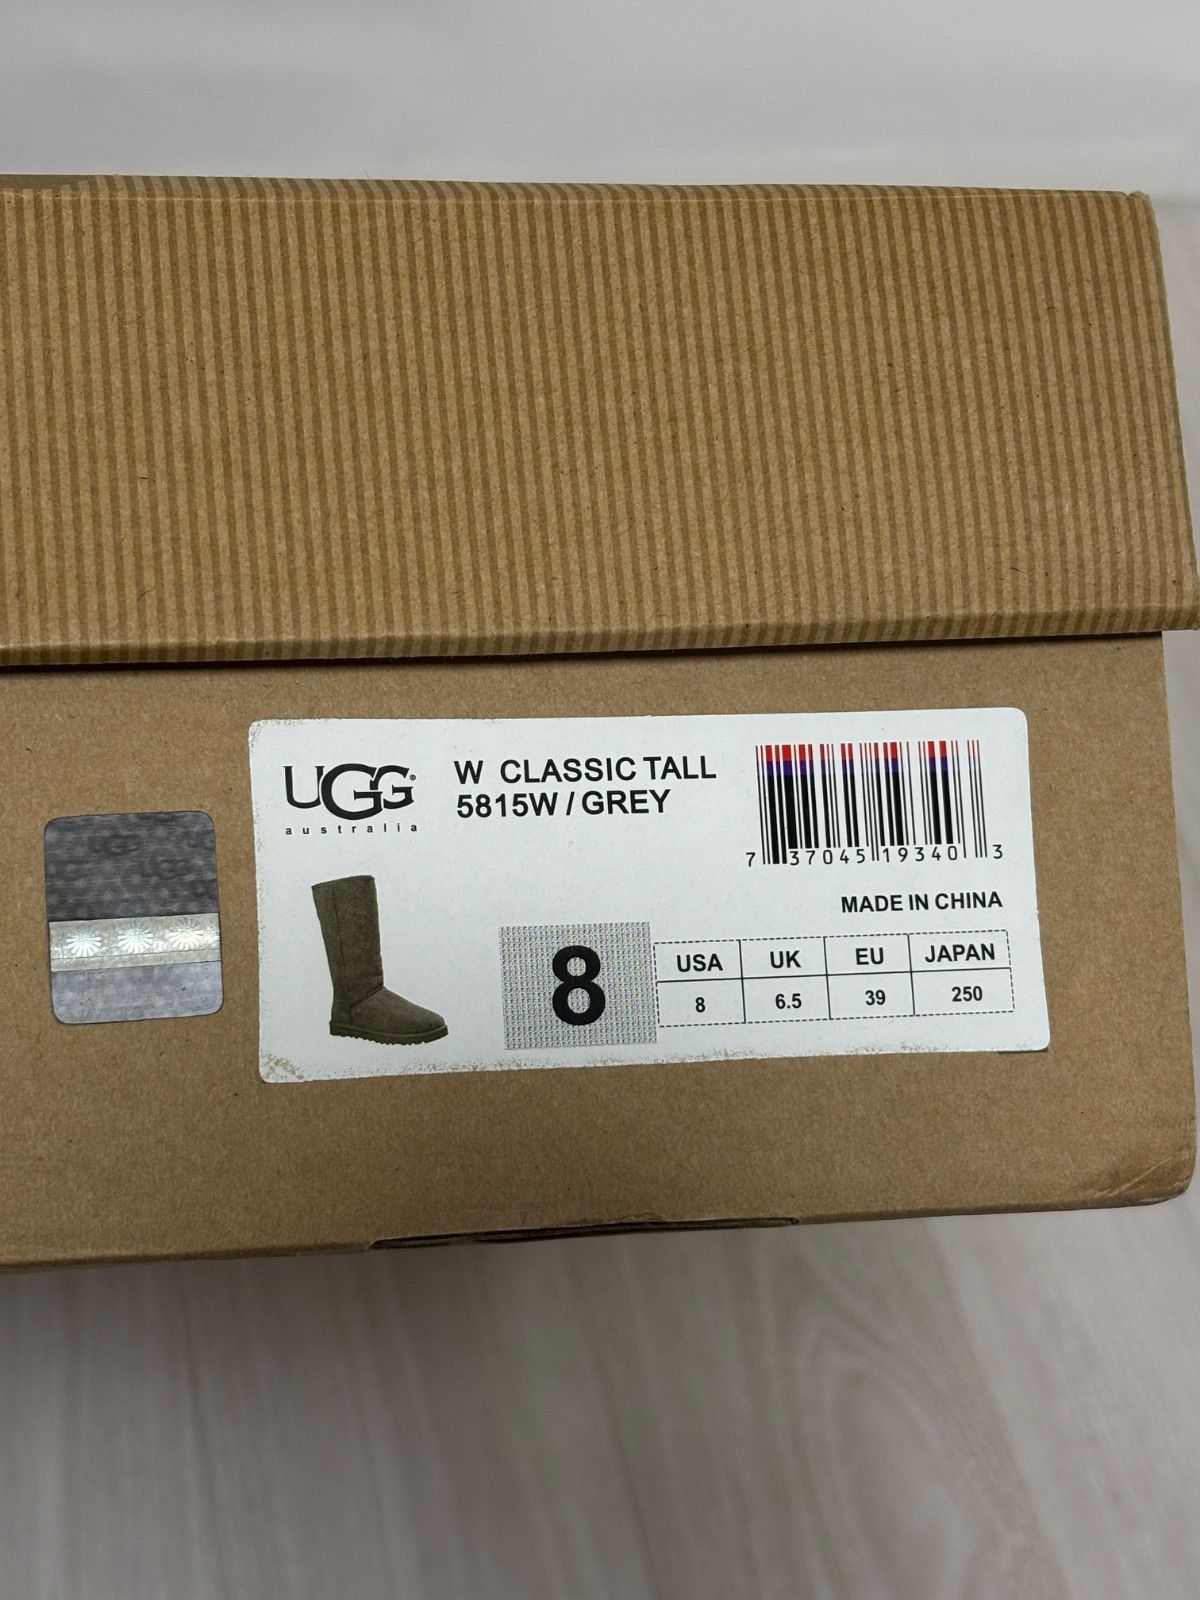 UGG®
australia
W CLASSIC TALL
5815W / GREY
7 37045 19340 3
MADE IN CHINA
8
USA UK EU JAPAN
8 6.5 39 250
UGG